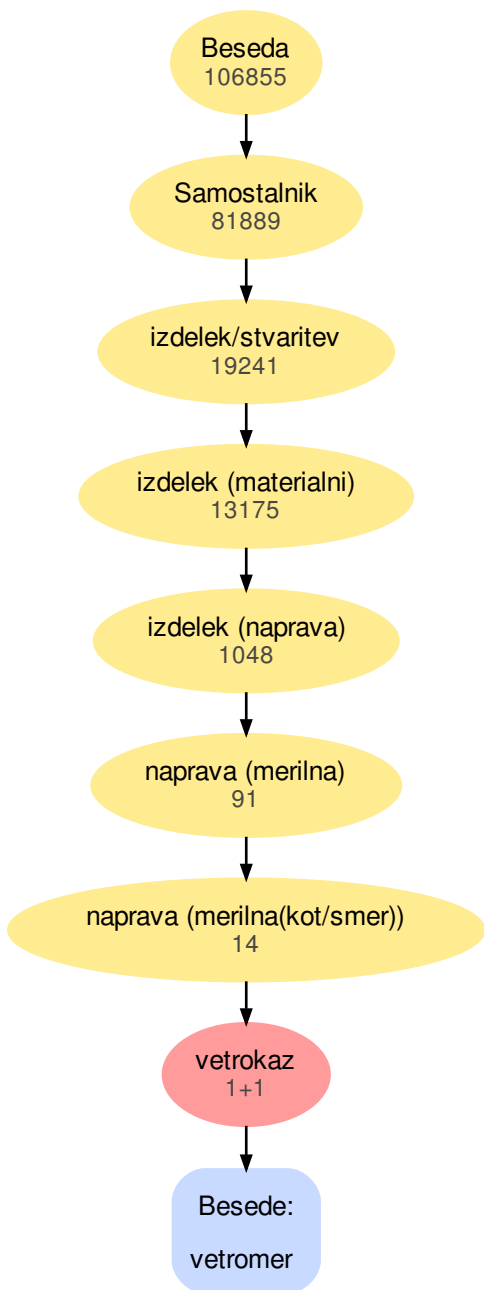 Beseda
106855
Samostalnik
81889
izdelek/stvaritev
19241
izdelek (materialni)
13175
izdelek (naprava)
1048
naprava (merilna)
91
naprava (merilna(kot/smer))
14
vetrokaz
1+1
Besede:
vetromer